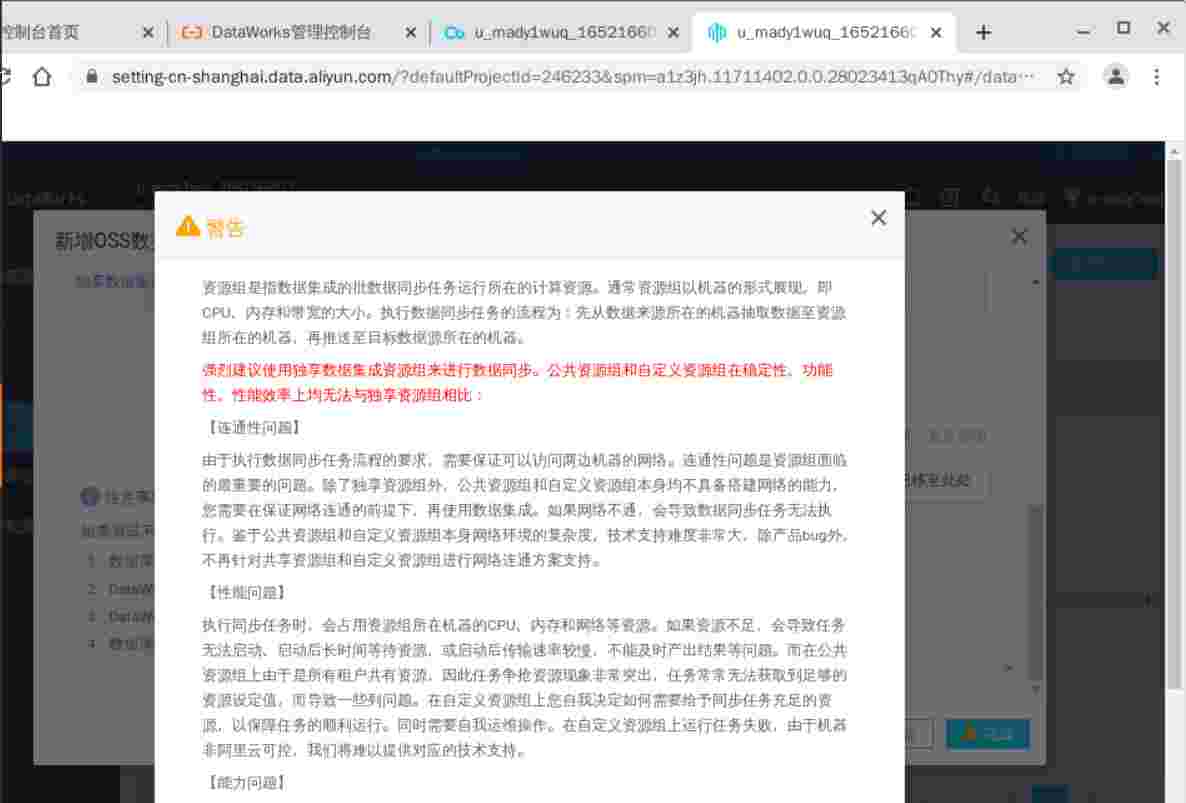 控制台首页
DataWorks管理控制台
u_mady1wuq_1652166
u_mady1wuq_1652166
setting-cn-shanghai.data.aliyun.com/?defaultProjectId=246233&spm=a1z3jh.11711402.0.0.28023413qA0Thy#/data···
DataWorks
新增OSS数
独享数据集
警告
资源组是指数据集成的批数据同步任务运行所在的计算资源。通常资源组以机器的形式展现，即
CPU、内存和带宽的大小。执行数据同步任务的流程为：先从数据来源所在的机器抽取数据至资源
组所在的机器，再推送至目标数据源所在的机器。
强烈建议使用独享数据集成资源组来进行数据同步。公共资源组和自定义资源组在稳定性、功能
性、性能效率上均无法与独享资源组相比：
【连通性问题】
由于执行数据同步任务流程的要求，需要保证可以访问两边机器的网络。连通性问题是资源组面临
的最重要的问题。除了独享资源组外，公共资源组和自定义资源组本身均不具备搭建网络的能力，
您需要在保证网络连通的前提下，再使用数据集成。如果网络不通，会导致数据同步任务无法执
行。鉴于公共资源组和自定义资源组本身网络环境的复杂度，技术支持难度非常大，除产品bug外，
不再针对共享资源组和自定义资源组进行网络连通方案支持。
【性能问题】
执行同步任务时，会占用资源组所在机器的CPU、内存和网络等资源。如果资源不足，会导致任务
无法启动、启动后长时间等待资源，或启动后传输速率较慢，不能及时产出结果等问题。而在公共
资源组上由于是所有租户共有资源，因此任务争抢资源现象非常突出，任务常常无法获取到足够的
资源设定值，而导致一些列问题。在自定义资源组上您自我决定如何需要给予同步任务充足的资
源，以保障任务的顺利运行。同时需要自我运维操作。在自定义资源组上运行任务失败，由于机器
非阿里云可控，我们将难以提供对应的技术支持。
【能力问题】
移至此处
注意事
1. 数据
2. DataW
3. DataW
4. 数据
完成